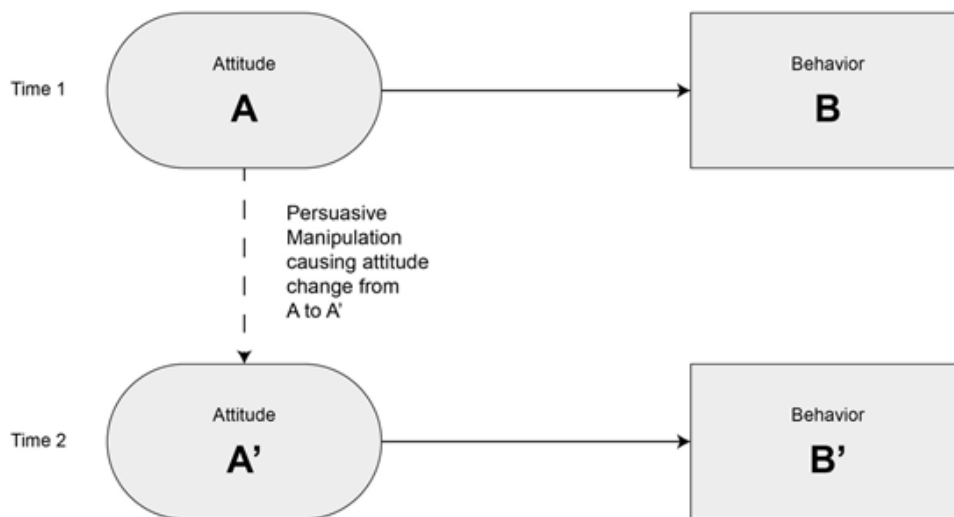 Attitude
Behavior
Time 1
A
B
Persuasive
Manipulation
causing attitude
change from
A to A’
Attitude
Behavior
Time 2
A’
B’